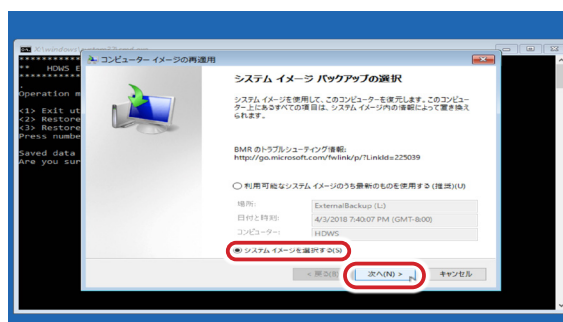 ** HDWS E
Operation m
<1> Exit ut
<2> Restore
<3> Restore
Press numbe
Saved data
Are you sur
コンピューター イメージの再適用
システム イメージ バックアップの選択
システム イメージを使用して、このコンピューターを復元します。このコンピュー
ター上にあるすべての項目は、システム イメージ内の情報によって置き換え
られます。
BMR のトラブルシューティング情報:
http://go.microsoft.com/fwlink/p/?LinkId=225039
利用可能なシステム イメージのうち最新のものを使用する (推奨)(U)
場所: ExternalBackup (L:)
日付と時刻: 4/3/2018 7:40:07 PM (GMT-8:00)
コンピューター: HDWS
システム イメージを選択する(S)
< 戻る(B) 次へ(N) > キャンセル